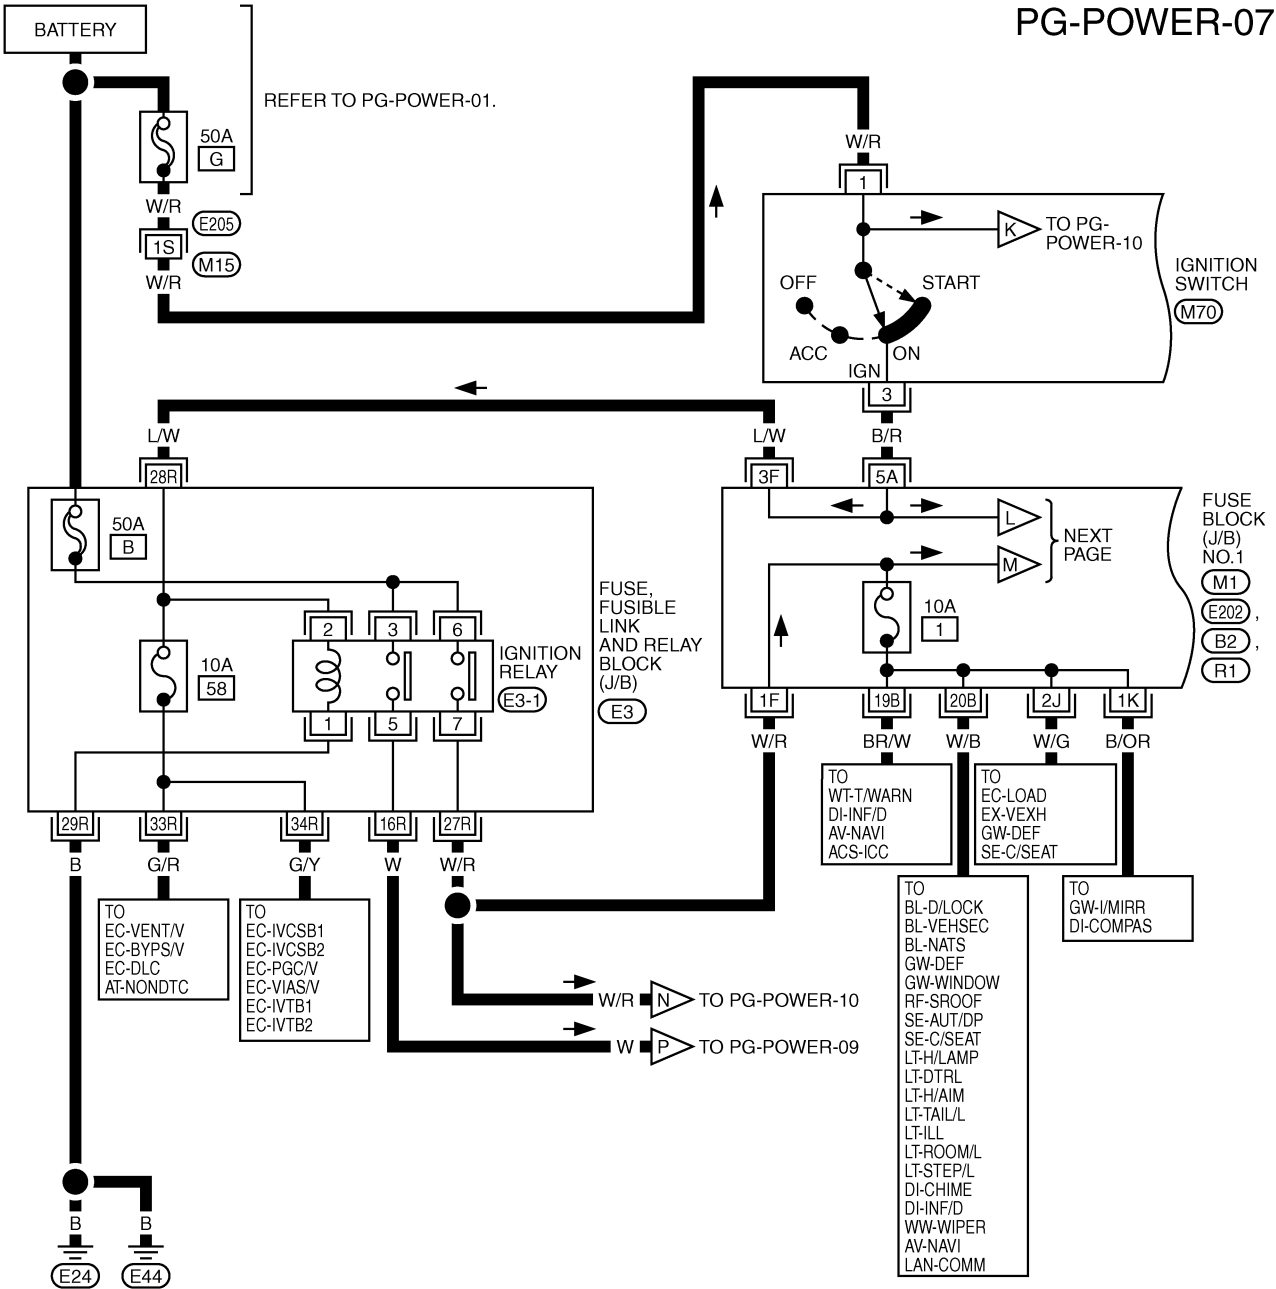 PG-POWER-07
BATTERY
REFER TO PG-POWER-01.
50A
G
W/R
E205
1S
M15
W/R
W/R
1
K
TO PG-
POWER-10
IGNITION
SWITCH
M70
OFF
START
ACC
ON
IGN
3
L/W
L/W
B/R
28R
3F
5A
50A
B
L
M
NEXT
PAGE
FUSE
BLOCK
(J/B)
NO.1
M1
E202 ,
B2 ,
R1
10A
1
2
3
6
10A
58
IGNITION
RELAY
E3-1
FUSE,
FUSIBLE
LINK
AND RELAY
BLOCK
(J/B)
E3
1
5
7
1F
19B
20B
2J
1K
W/R
BR/W
W/B
W/G
B/OR
29R
33R
34R
16R
27R
B
G/R
G/Y
W
W/R
TO
WT-T/WARN
DI-INF/D
AV-NAVI
ACS-ICC
TO
EC-LOAD
EX-VEXH
GW-DEF
SE-C/SEAT
TO
EC-VENT/V
EC-BYPS/V
EC-DLC
AT-NONDTC
TO
EC-IVCSB1
EC-IVCSB2
EC-PGC/V
EC-VIAS/V
EC-IVTB1
EC-IVTB2
TO
BL-D/LOCK
BL-VEHSEC
BL-NATS
GW-DEF
GW-WINDOW
RF-SROOF
SE-AUT/DP
SE-C/SEAT
LT-H/LAMP
LT-DTRL
LT-H/AIM
LT-TAIL/L
LT-ILL
LT-ROOM/L
LT-STEP/L
DI-CHIME
DI-INF/D
WW-WIPER
AV-NAVI
LAN-COMM
TO
GW-I/MIRR
DI-COMPAS
W/R
N
TO PG-POWER-10
W
P
TO PG-POWER-09
B
B
E24
E44